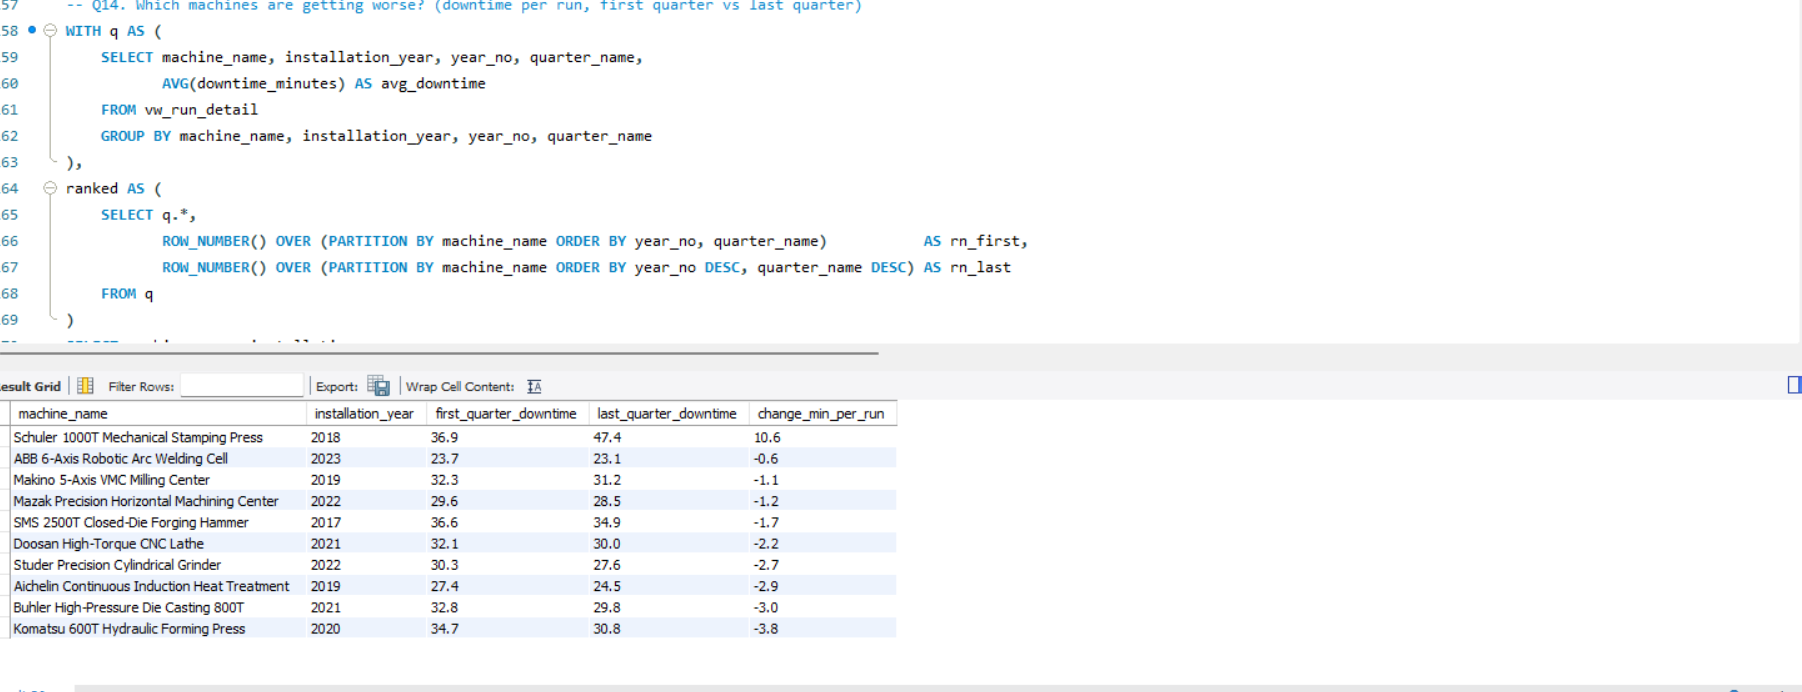 57 -- Q14. Which machines are getting worse? (downtime per run, first quarter vs last quarter)
58 WITH q AS (
59 SELECT machine_name, installation_year, year_no, quarter_name,
60 AVG(downtime_minutes) AS avg_downtime
61 FROM vw_run_detail
62 GROUP BY machine_name, installation_year, year_no, quarter_name
63 ),
64 ranked AS (
65 SELECT q.*,
66 ROW_NUMBER() OVER (PARTITION BY machine_name ORDER BY year_no, quarter_name) AS rn_first,
67 ROW_NUMBER() OVER (PARTITION BY machine_name ORDER BY year_no DESC, quarter_name DESC) AS rn_last
68 FROM q
69 )
esult Grid Filter Rows: Export: Wrap Cell Content:
machine_name installation_year first_quarter_downtime last_quarter_downtime change_min_per_run
Schuler 1000T Mechanical Stamping Press 2018 36.9 47.4 10.6
ABB 6-Axis Robotic Arc Welding Cell 2023 23.7 23.1 -0.6
Makino 5-Axis VMC Milling Center 2019 32.3 31.2 -1.1
Mazak Precision Horizontal Machining Center 2022 29.6 28.5 -1.2
SMS 2500T Closed-Die Forging Hammer 2017 36.6 34.9 -1.7
Doosan High-Torque CNC Lathe 2021 32.1 30.0 -2.2
Studer Precision Cylindrical Grinder 2022 30.3 27.6 -2.7
Aichelin Continuous Induction Heat Treatment 2019 27.4 24.5 -2.9
Buhler High-Pressure Die Casting 800T 2021 32.8 29.8 -3.0
Komatsu 600T Hydraulic Forming Press 2020 34.7 30.8 -3.8